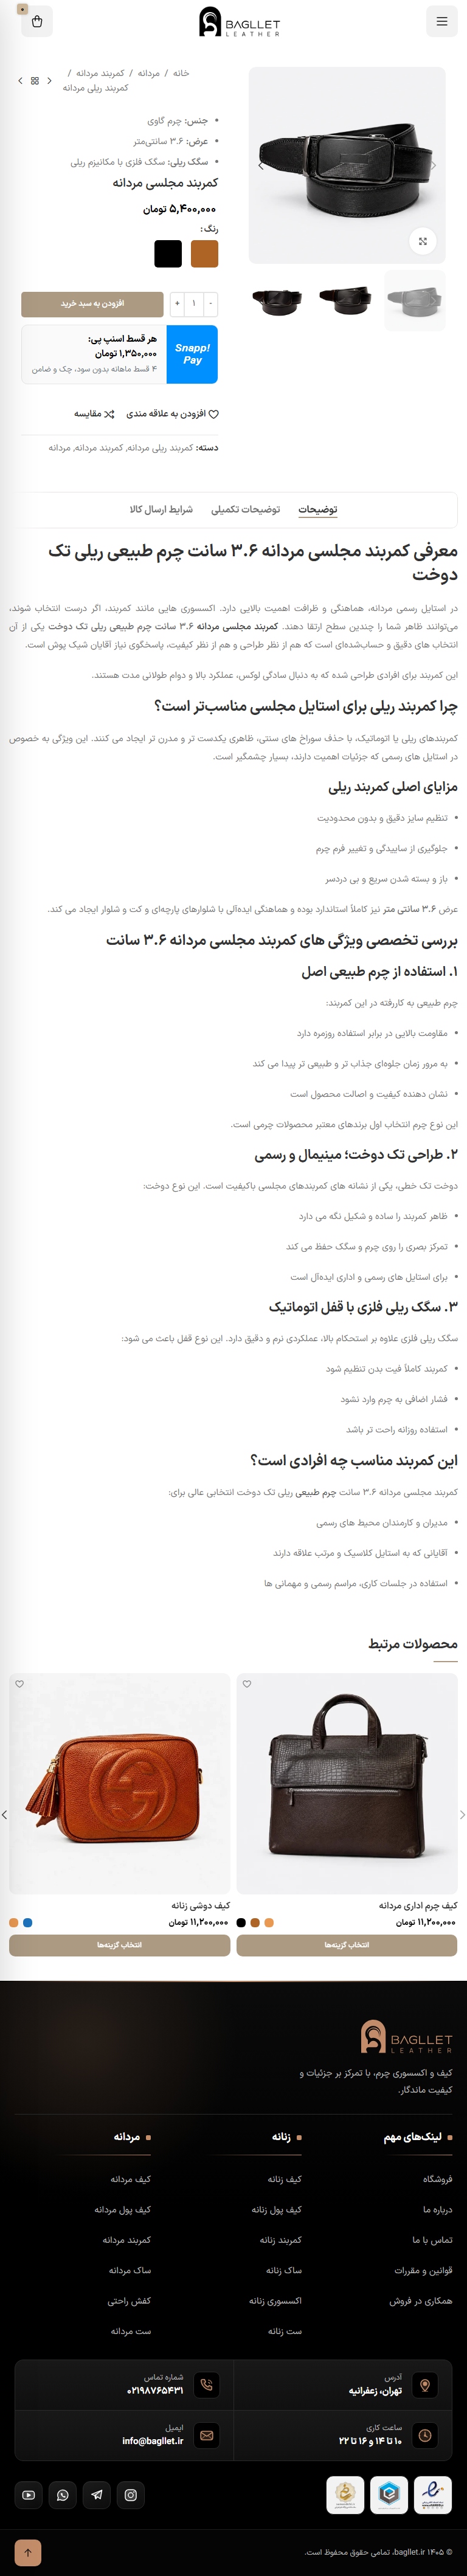 ۰
BAGLLET
LEATHER
خانه / مردانه / کمربند مردانه /
کمربند ریلی مردانه
• جنس: چرم گاوی
• عرض: ۳.۶ سانتی‌متر
• سگک ریلی: سگک فلزی با مکانیزم ریلی
کمربند مجلسی مردانه
۵,۴۰۰,۰۰۰ تومان
رنگ:
- ۱ +
افزودن به سبد خرید
Snapp!
Pay
هر قسط اسنپ پی:
۱,۳۵۰,۰۰۰ تومان
۴ قسط ماهانه بدون سود، چک و ضامن
افزودن به علاقه مندی
مقایسه
دسته: کمربند ریلی مردانه, کمربند مردانه, مردانه
توضیحات
توضیحات تکمیلی
شرایط ارسال کالا
معرفی کمربند مجلسی مردانه ۳.۶ سانت چرم طبیعی ریلی تک
دوخت
در استایل رسمی مردانه، هماهنگی و ظرافت اهمیت بالایی دارد. اکسسوری هایی مانند کمربند، اگر درست انتخاب شوند،
می‌توانند ظاهر شما را چندین سطح ارتقا دهند. کمربند مجلسی مردانه ۳.۶ سانت چرم طبیعی ریلی تک دوخت یکی از آن
انتخاب های دقیق و حساب‌شده‌ای است که هم از نظر طراحی و هم از نظر کیفیت، پاسخگوی نیاز آقایان شیک پوش است.
این کمربند برای افرادی طراحی شده که به دنبال سادگی لوکس، عملکرد بالا و دوام طولانی مدت هستند.
چرا کمربند ریلی برای استایل مجلسی مناسب‌تر است؟
کمربندهای ریلی یا اتوماتیک، با حذف سوراخ های سنتی، ظاهری یکدست تر و مدرن تر ایجاد می کنند. این ویژگی به خصوص
در استایل های رسمی که جزئیات اهمیت دارند، بسیار چشمگیر است.
مزایای اصلی کمربند ریلی
• تنظیم سایز دقیق و بدون محدودیت
• جلوگیری از ساییدگی و تغییر فرم چرم
• باز و بسته شدن سریع و بی دردسر
عرض ۳.۶ سانتی متر نیز کاملاً استاندارد بوده و هماهنگی ایده‌آلی با شلوارهای پارچه‌ای و کت و شلوار ایجاد می کند.
بررسی تخصصی ویژگی های کمربند مجلسی مردانه ۳.۶ سانت
۱. استفاده از چرم طبیعی اصل
چرم طبیعی به کاررفته در این کمربند:
• مقاومت بالایی در برابر استفاده روزمره دارد
• به مرور زمان جلوه‌ای جذاب تر و طبیعی تر پیدا می کند
• نشان دهنده کیفیت و اصالت محصول است
این نوع چرم انتخاب اول برندهای معتبر محصولات چرمی است.
۲. طراحی تک دوخت؛ مینیمال و رسمی
دوخت تک خطی، یکی از نشانه های کمربندهای مجلسی باکیفیت است. این نوع دوخت:
• ظاهر کمربند را ساده و شکیل نگه می دارد
• تمرکز بصری را روی چرم و سگک حفظ می کند
• برای استایل های رسمی و اداری ایده‌آل است
۳. سگک ریلی فلزی با قفل اتوماتیک
سگک ریلی فلزی علاوه بر استحکام بالا، عملکردی نرم و دقیق دارد. این نوع قفل باعث می شود:
• کمربند کاملاً فیت بدن تنظیم شود
• فشار اضافی به چرم وارد نشود
• استفاده روزانه راحت تر باشد
این کمربند مناسب چه افرادی است؟
کمربند مجلسی مردانه ۳.۶ سانت چرم طبیعی ریلی تک دوخت انتخابی عالی برای:
• مدیران و کارمندان محیط های رسمی
• آقایانی که به استایل کلاسیک و مرتب علاقه دارند
• استفاده در جلسات کاری، مراسم رسمی و مهمانی ها
محصولات مرتبط
کیف چرم اداری مردانه
۱۱,۲۰۰,۰۰۰ تومان
انتخاب گزینه‌ها
کیف دوشی زنانه
۱۱,۲۰۰,۰۰۰ تومان
انتخاب گزینه‌ها
BAGLLET
LEATHER
کیف و اکسسوری چرم، با تمرکز بر جزئیات و
کیفیت ماندگار.
لینک‌های مهم
فروشگاه
درباره ما
تماس با ما
قوانین و مقررات
همکاری در فروش
زنانه
کیف زنانه
کیف پول زنانه
کمربند زنانه
ساک زنانه
اکسسوری زنانه
ست زنانه
مردانه
کیف مردانه
کیف پول مردانه
کمربند مردانه
ساک مردانه
کفش راحتی
ست مردانه
آدرس
تهران، زعفرانیه
شماره تماس
۰۲۱۹۸۷۶۵۴۳۱
ساعت کاری
۱۰ تا ۱۴ و ۱۶ تا ۲۲
ایمیل
info@bagllet.ir
© ۱۴۰۵ bagllet.ir، تمامی حقوق محفوظ است.